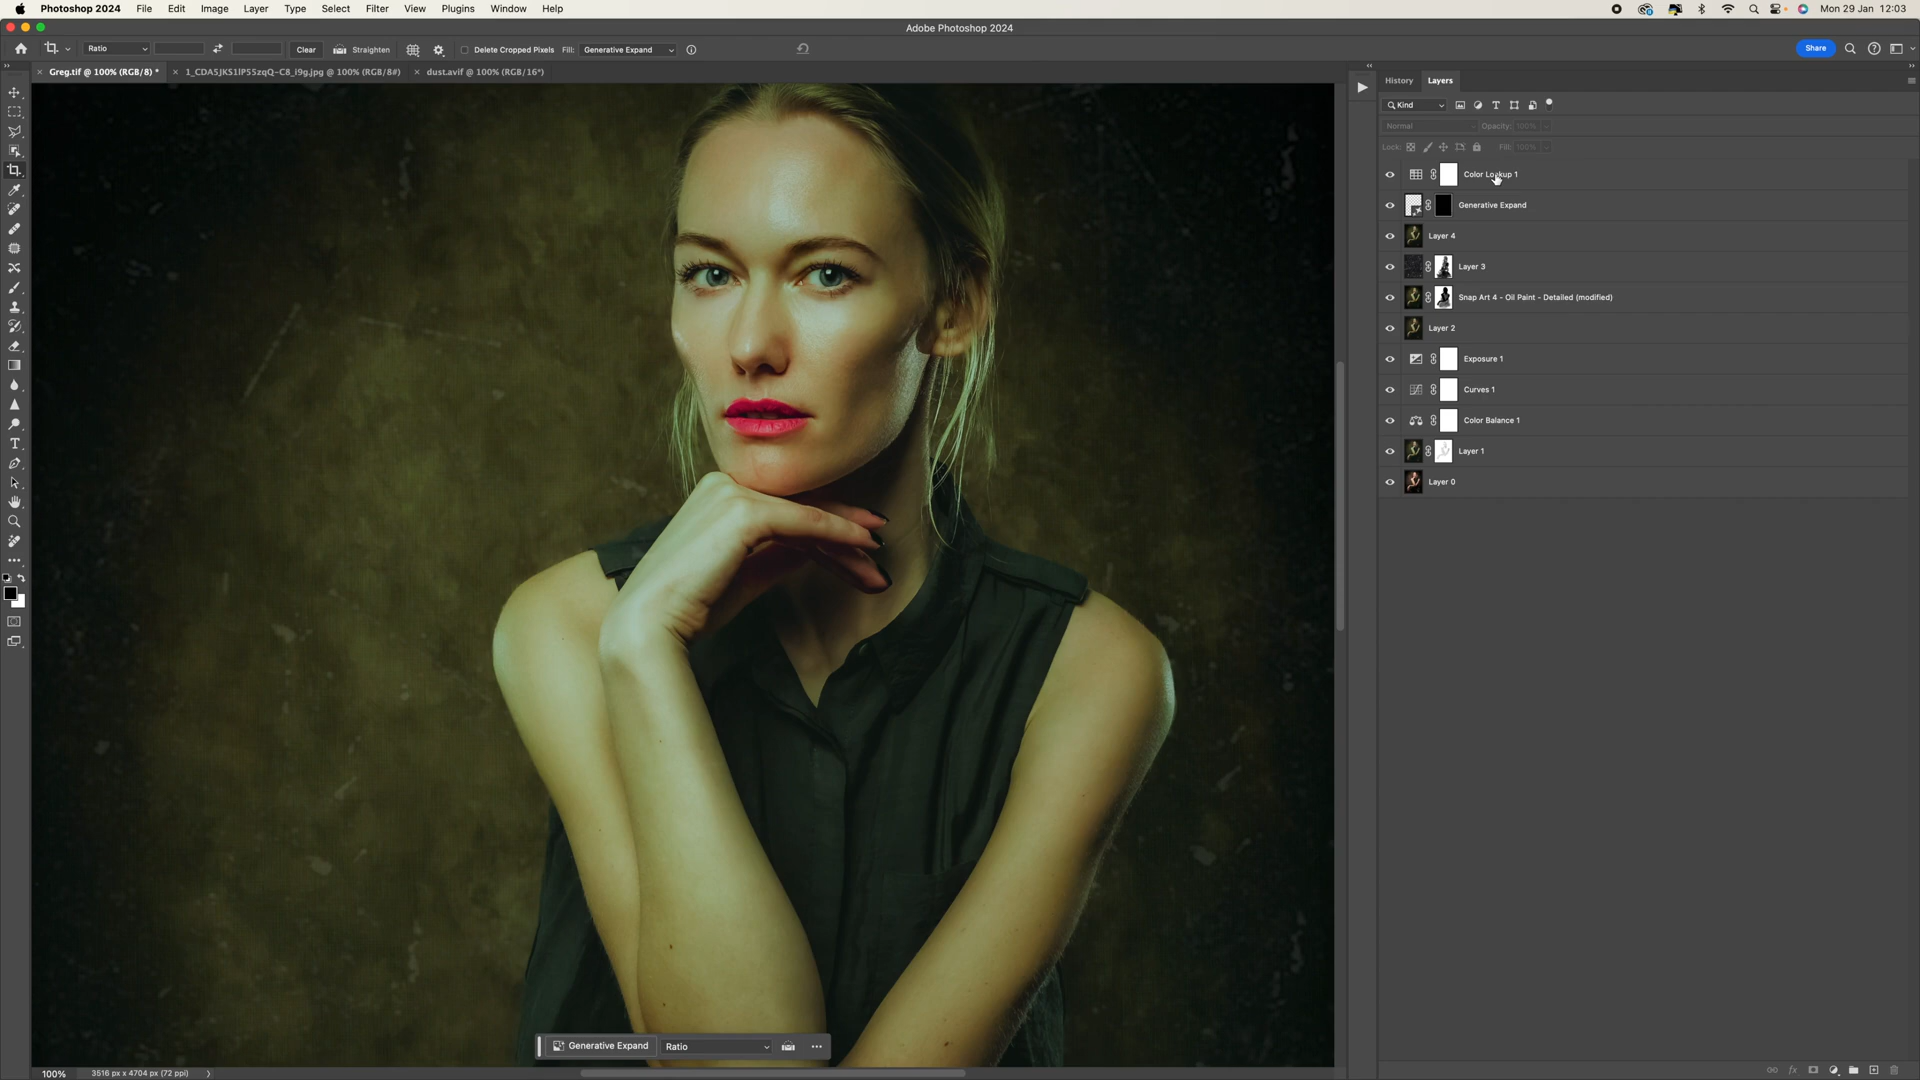 Photoshop 2024 File Edit Image Layer Type Select Filter View Plugins Window Help Mon 29 Jan 12:03
Adobe Photoshop 2024
Ratio Clear Straighten Delete Cropped Pixels Fill: Generative Expand Share
Greg.tif @ 100% (RGB/8) * 1_CDA5JKS1IP55zqQ-C8_i9g.jpg @ 100% (RGB/8#) dust.avif @ 100% (RGB/16*)
History Layers
Kind
Normal Opacity: 100%
Lock: Fill: 100%
Color Lookup 1
Generative Expand
Layer 4
Layer 3
Snap Art 4 - Oil Paint - Detailed (modified)
Layer 2
Exposure 1
Curves 1
Color Balance 1
Layer 1
Layer 0
Generative Expand Ratio
100% 3516 px x 4704 px (72 ppi)